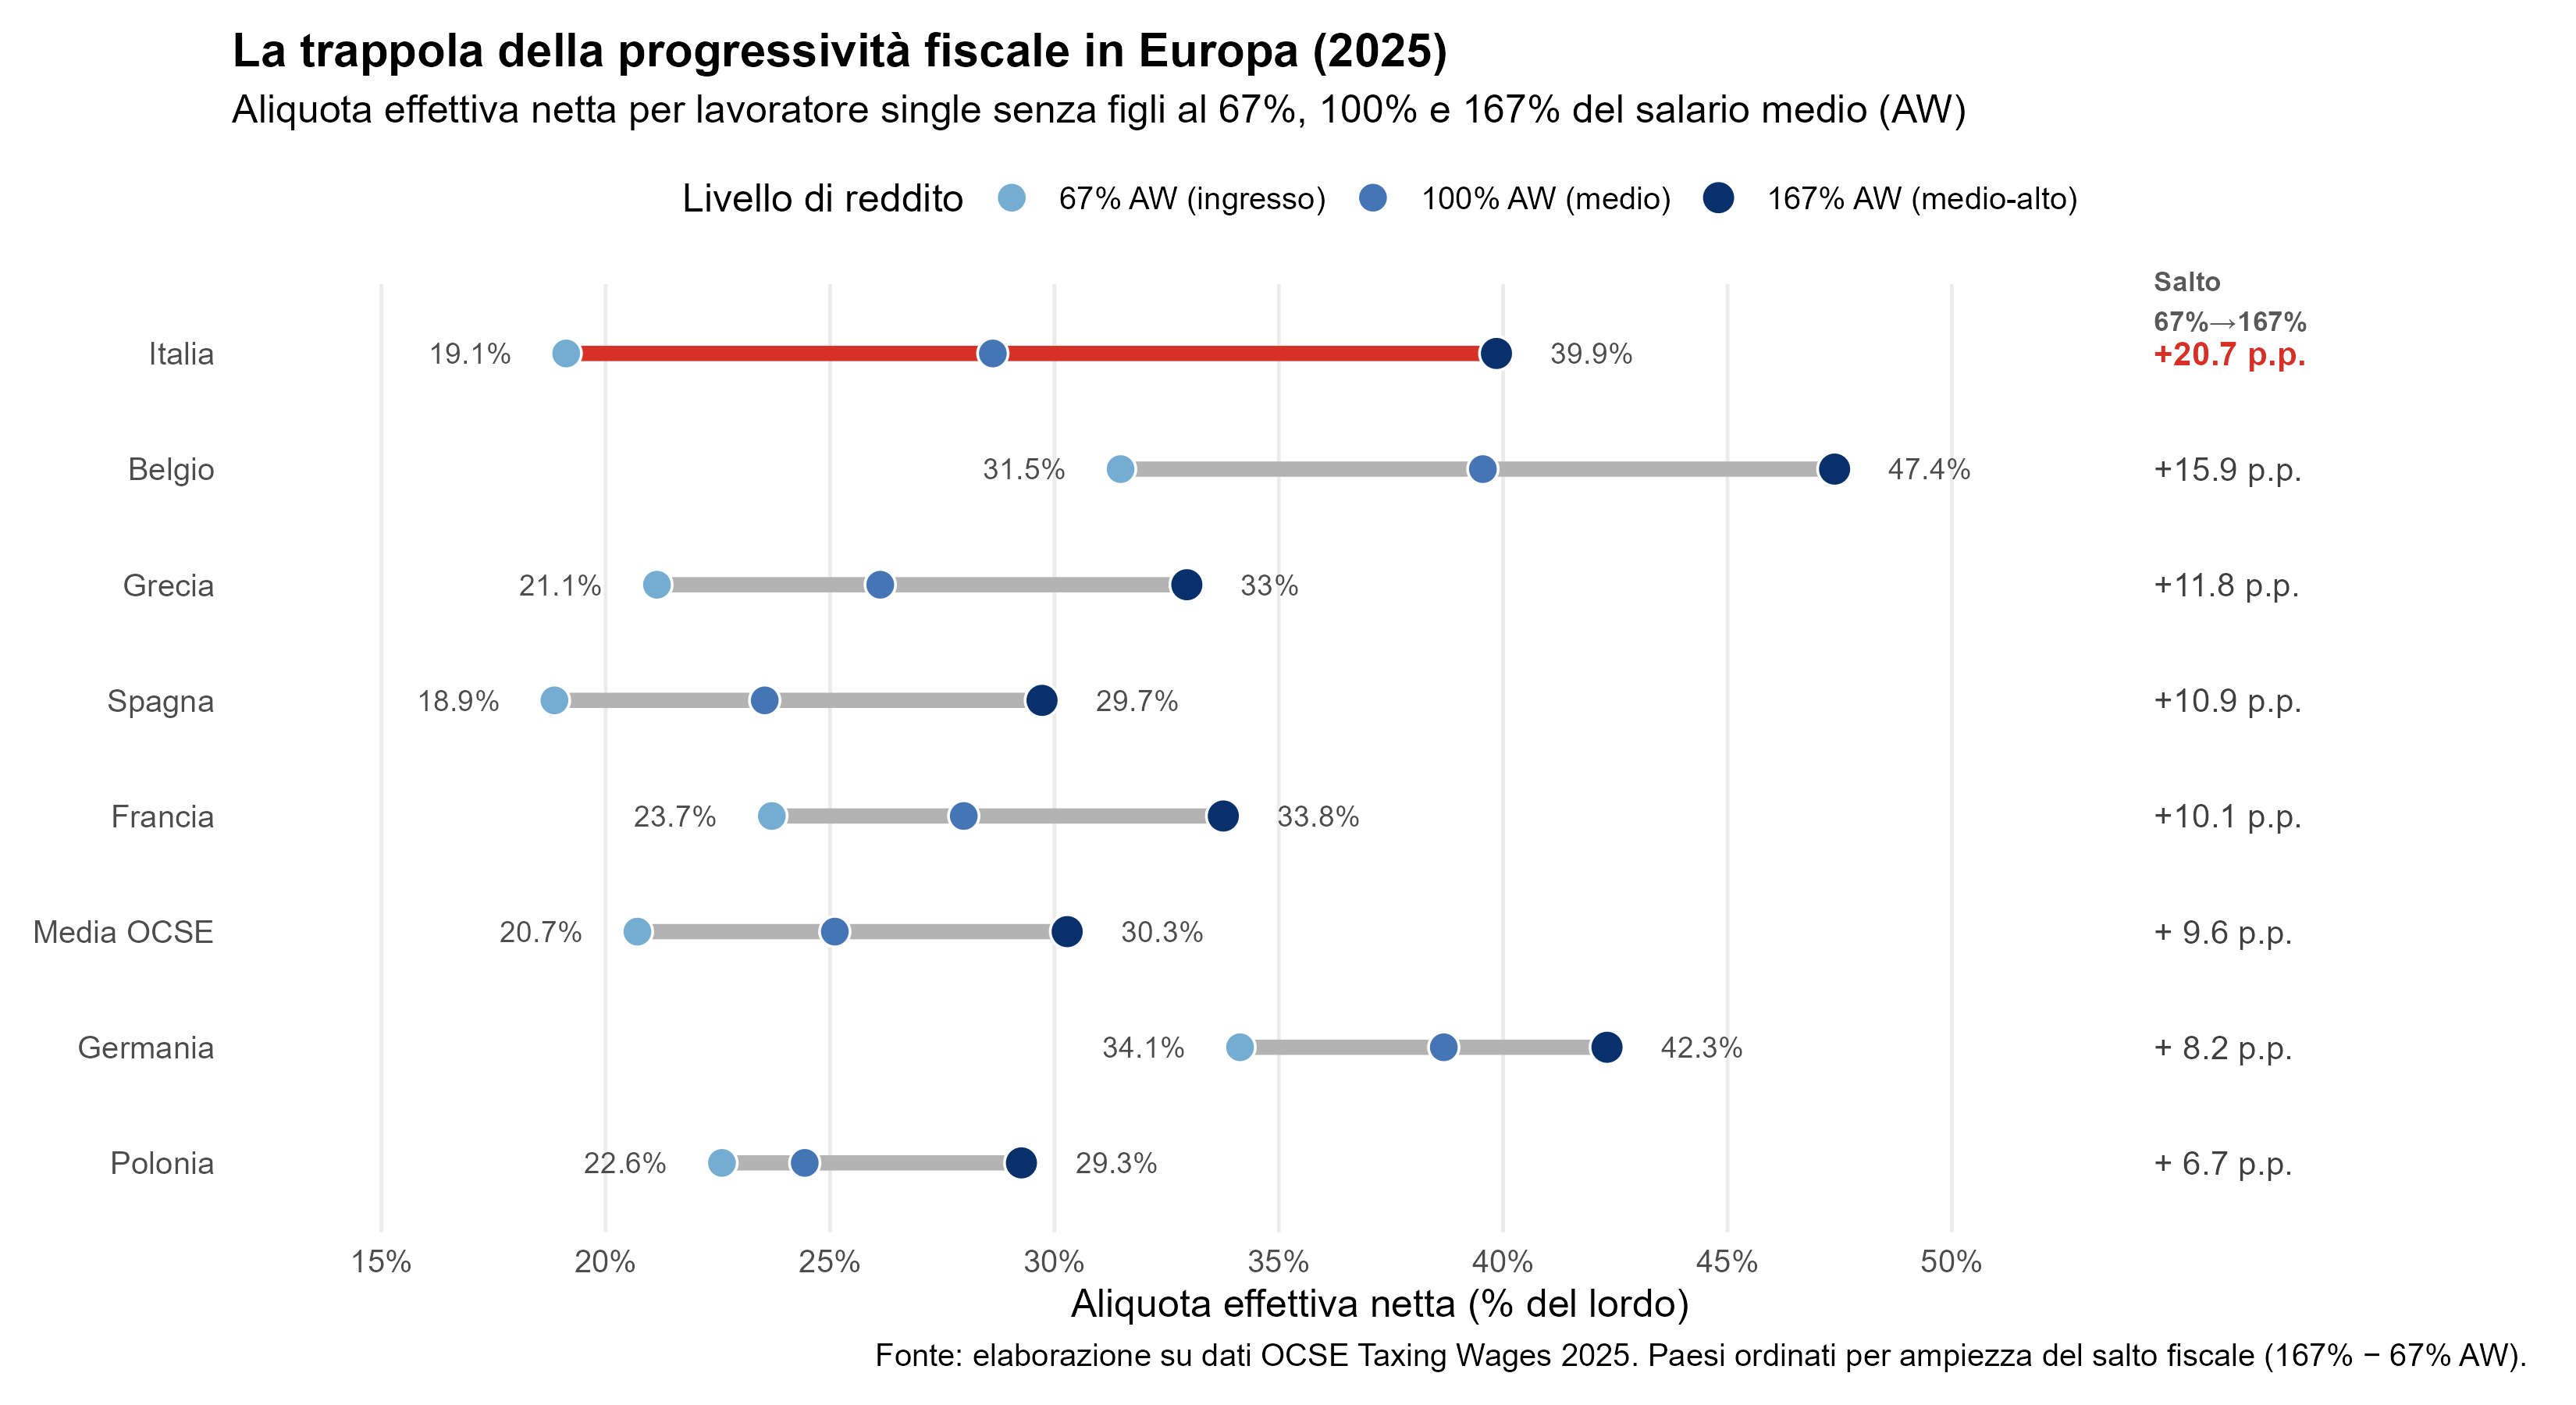 La trappola della progressività fiscale in Europa (2025)
Aliquota effettiva netta per lavoratore single senza figli al 67%, 100% e 167% del salario medio (AW)
Livello di reddito 67% AW (ingresso) 100% AW (medio) 167% AW (medio-alto)
Salto
67%→167%
Italia 19.1% 39.9% +20.7 p.p.
Belgio 31.5% 47.4% +15.9 p.p.
Grecia 21.1% 33% +11.8 p.p.
Spagna 18.9% 29.7% +10.9 p.p.
Francia 23.7% 33.8% +10.1 p.p.
Media OCSE 20.7% 30.3% + 9.6 p.p.
Germania 34.1% 42.3% + 8.2 p.p.
Polonia 22.6% 29.3% + 6.7 p.p.
15% 20% 25% 30% 35% 40% 45% 50%
Aliquota effettiva netta (% del lordo)
Fonte: elaborazione su dati OCSE Taxing Wages 2025. Paesi ordinati per ampiezza del salto fiscale (167% − 67% AW).